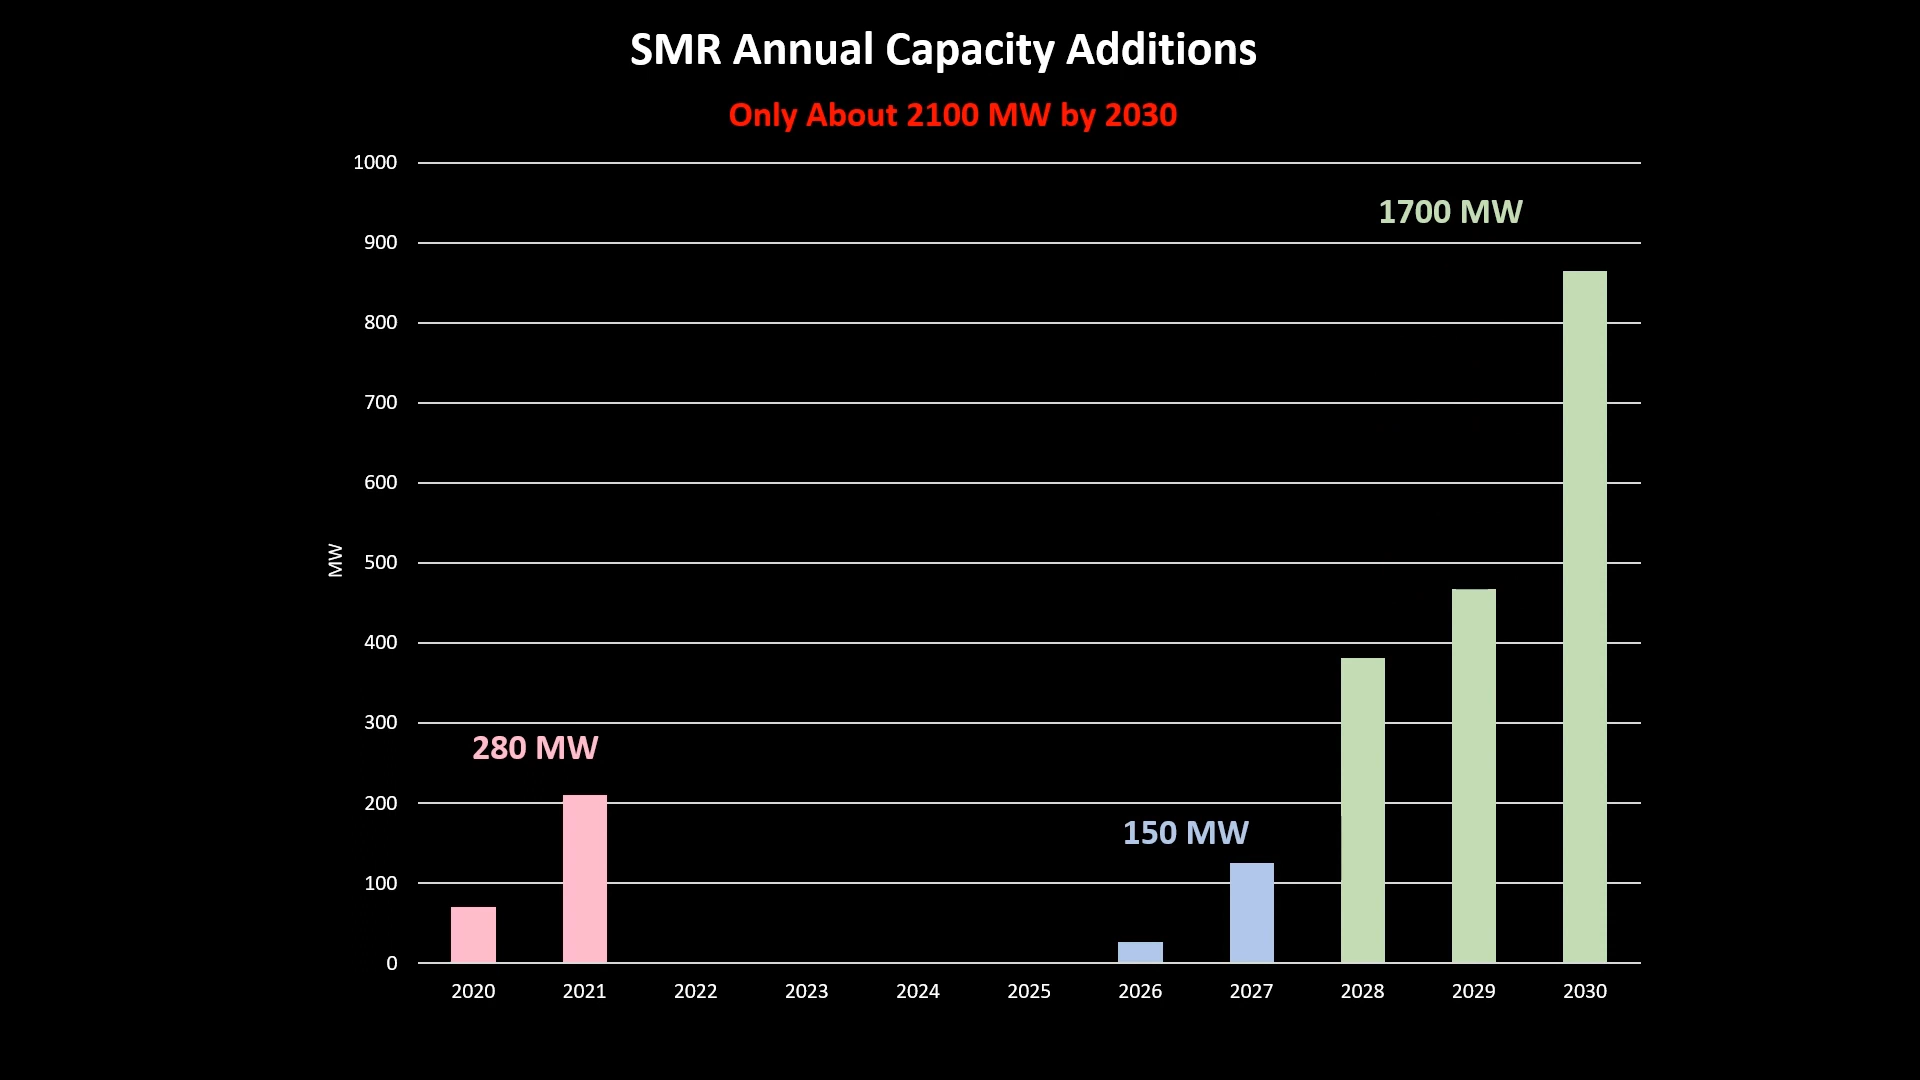 SMR Annual Capacity Additions
Only About 2100 MW by 2030
1000
1700 MW
900
800
700
600
MW
500
400
300
280 MW
200
150 MW
100
0
2020 2021 2022 2023 2024 2025 2026 2027 2028 2029 2030